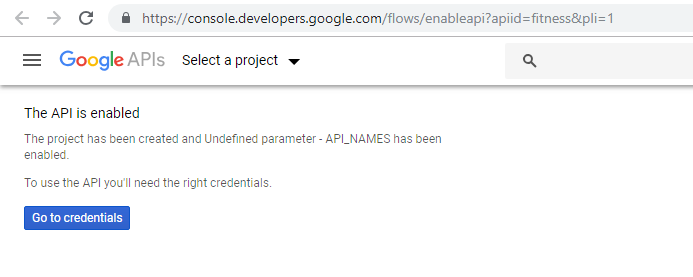 https://console.developers.google.com/flows/enableapi?apiid=fitness&pli=1
Google APIs Select a project
The API is enabled
The project has been created and Undefined parameter - API_NAMES has been
enabled.
To use the API you'll need the right credentials.
Go to credentials